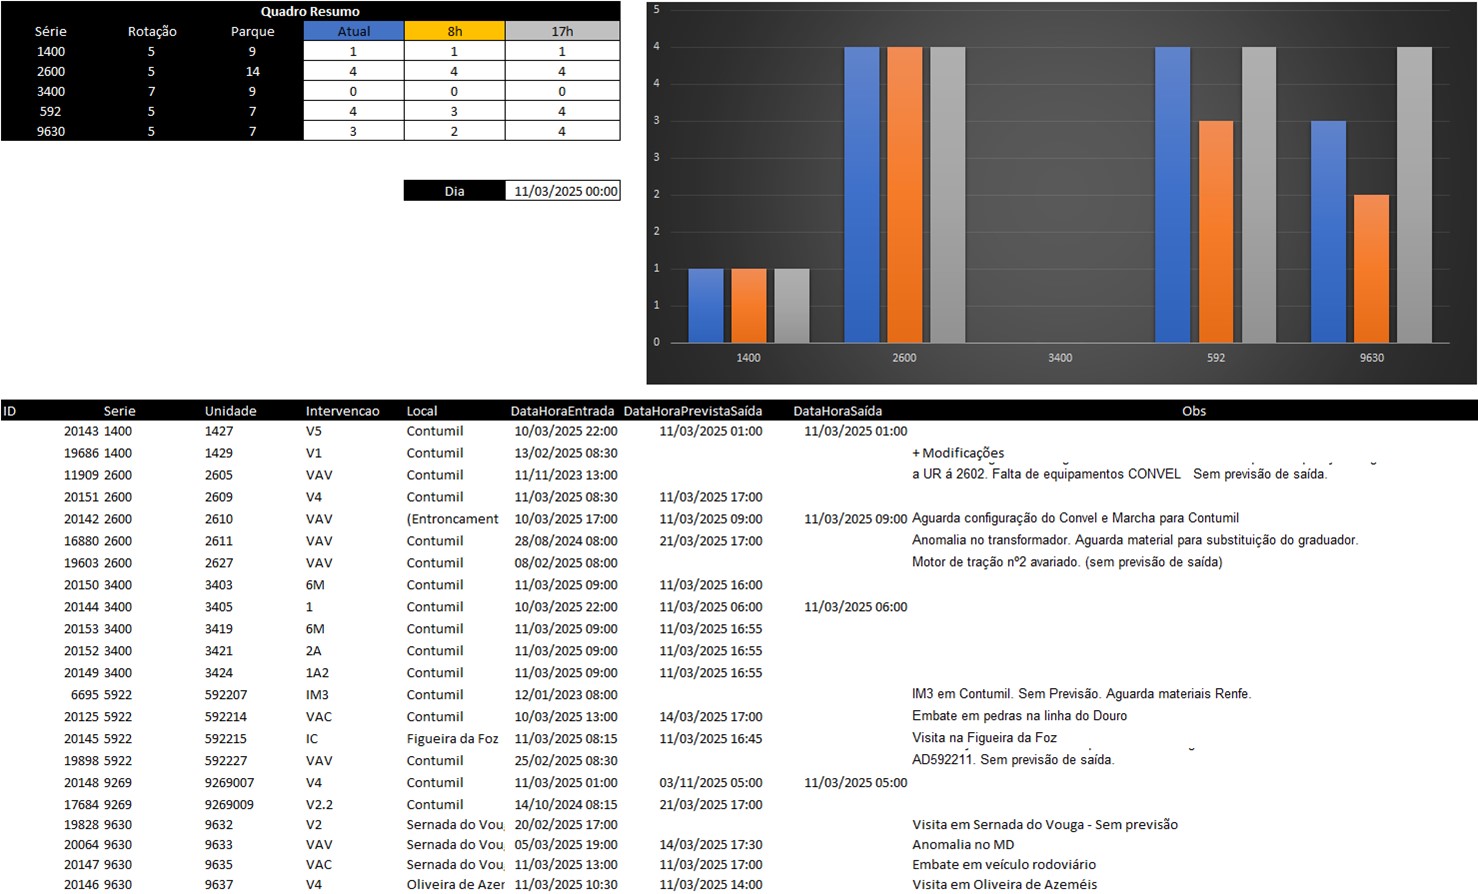 Quadro Resumo
Série Rotação Parque Atual 8h 17h
1400 5 9 1 1 1
2600 5 14 4 4 4
3400 7 9 0 0 0
592 5 7 4 3 4
9630 5 7 3 2 4
Dia 11/03/2025 00:00
5
4
4
3
3
2
2
1
1
0
1400 2600 3400 592 9630
ID Serie Unidade Intervencao Local DataHoraEntrada DataHoraPrevistaSaída DataHoraSaída Obs
20143 1400 1427 V5 Contumil 10/03/2025 22:00 11/03/2025 01:00 11/03/2025 01:00
19686 1400 1429 V1 Contumil 13/02/2025 08:30 + Modificações
11909 2600 2605 VAV Contumil 11/11/2023 13:00 a UR á 2602. Falta de equipamentos CONVEL Sem previsão de saída.
20151 2600 2609 V4 Contumil 11/03/2025 08:30 11/03/2025 17:00
20142 2600 2610 VAV (Entroncament 10/03/2025 17:00 11/03/2025 09:00 11/03/2025 09:00 Aguarda configuração do Convel e Marcha para Contumil
16880 2600 2611 VAV Contumil 28/08/2024 08:00 21/03/2025 17:00 Anomalia no transformador. Aguarda material para substituição do graduador.
19603 2600 2627 VAV Contumil 08/02/2025 08:00 Motor de tração nº2 avariado. (sem previsão de saída)
20150 3400 3403 6M Contumil 11/03/2025 09:00 11/03/2025 16:00
20144 3400 3405 1 Contumil 10/03/2025 22:00 11/03/2025 06:00 11/03/2025 06:00
20153 3400 3419 6M Contumil 11/03/2025 09:00 11/03/2025 16:55
20152 3400 3421 2A Contumil 11/03/2025 09:00 11/03/2025 16:55
20149 3400 3424 1A2 Contumil 11/03/2025 09:00 11/03/2025 16:55
6695 5922 592207 IM3 Contumil 12/01/2023 08:00 IM3 em Contumil. Sem Previsão. Aguarda materiais Renfe.
20125 5922 592214 VAC Contumil 10/03/2025 13:00 14/03/2025 17:00 Embate em pedras na linha do Douro
20145 5922 592215 IC Figueira da Foz 11/03/2025 08:15 11/03/2025 16:45 Visita na Figueira da Foz
19898 5922 592227 VAV Contumil 25/02/2025 08:30 AD592211. Sem previsão de saída.
20148 9269 9269007 V4 Contumil 11/03/2025 01:00 03/11/2025 05:00 11/03/2025 05:00
17684 9269 9269009 V2.2 Contumil 14/10/2024 08:15 21/03/2025 17:00
19828 9630 9632 V2 Sernada do Vou 20/02/2025 17:00 Visita em Sernada do Vouga - Sem previsão
20064 9630 9633 VAV Sernada do Vou 05/03/2025 19:00 14/03/2025 17:30 Anomalia no MD
20147 9630 9635 VAC Sernada do Vou 11/03/2025 13:00 11/03/2025 17:00 Embate em veículo rodoviário
20146 9630 9637 V4 Oliveira de Azer 11/03/2025 10:30 11/03/2025 14:00 Visita em Oliveira de Azeméis